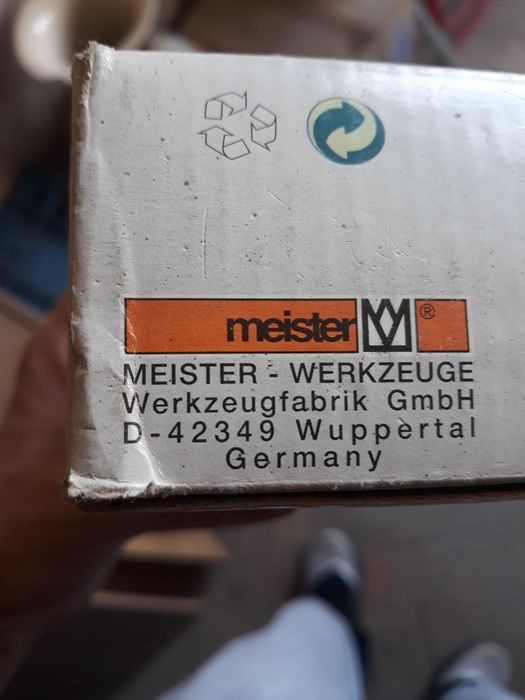 meister ®
MEISTER - WERKZEUGE
Werkzeugfabrik GmbH
D-42349 Wuppertal
Germany